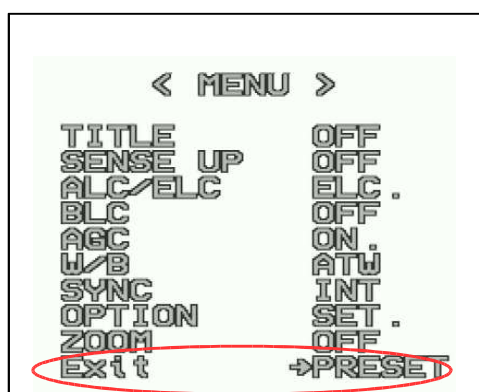 < MENU >
TITLE OFF
SENSE UP OFF
ALC/ELC ELC.
BLC OFF
AGC ON.
W/B ATW
SYNC INT
OPTION SET.
ZOOM OFF
Exit →PRESET